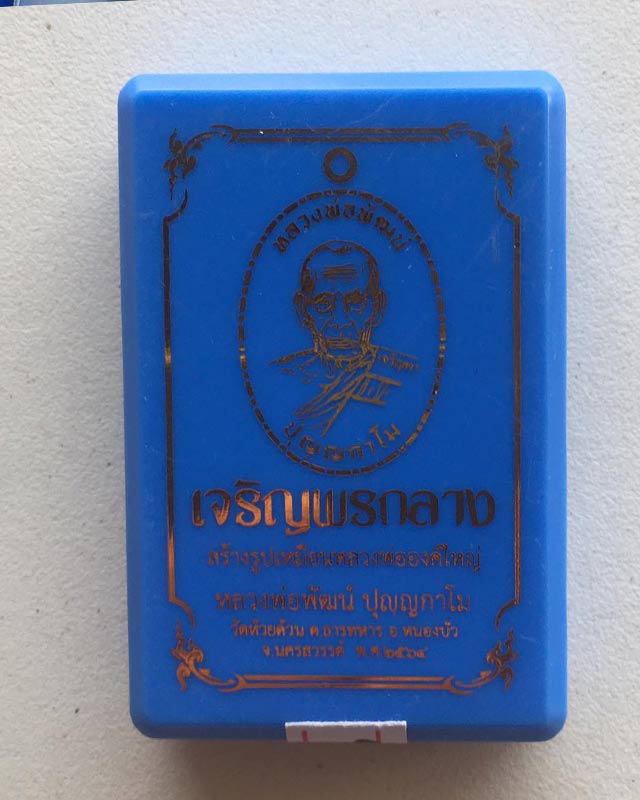 หลวงพ่อพัฒน์
ปุญฺญกาโม
เจริญพรกลาง
สร้างรูปเหมือนหลวงพ่อองค์ใหญ่
หลวงพ่อพัฒน์ ปุญฺญกาโม
วัดห้วยด้วน ต.ธารทหาร อ.หนองบัว
จ.นครสวรรค์ พ.ศ.๒๕๖๔